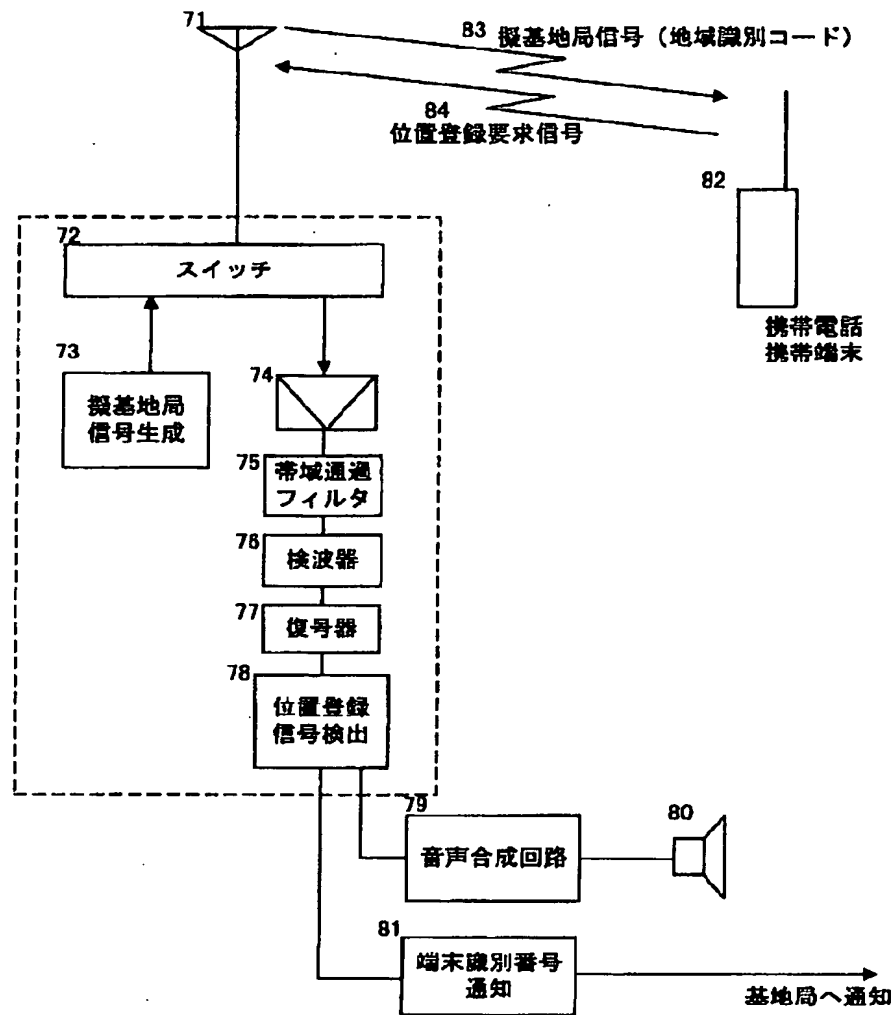 71
83 擬基地局信号（地域識別コード）
84
位置登録要求信号
82
携帯電話
携帯端末
72
スイッチ
73
擬基地局
信号生成
74
75
帯域通過
フィルタ
76
検波器
77
復号器
78
位置登録
信号検出
79
音声合成回路
80
81
端末識別番号
通知
基地局へ通知